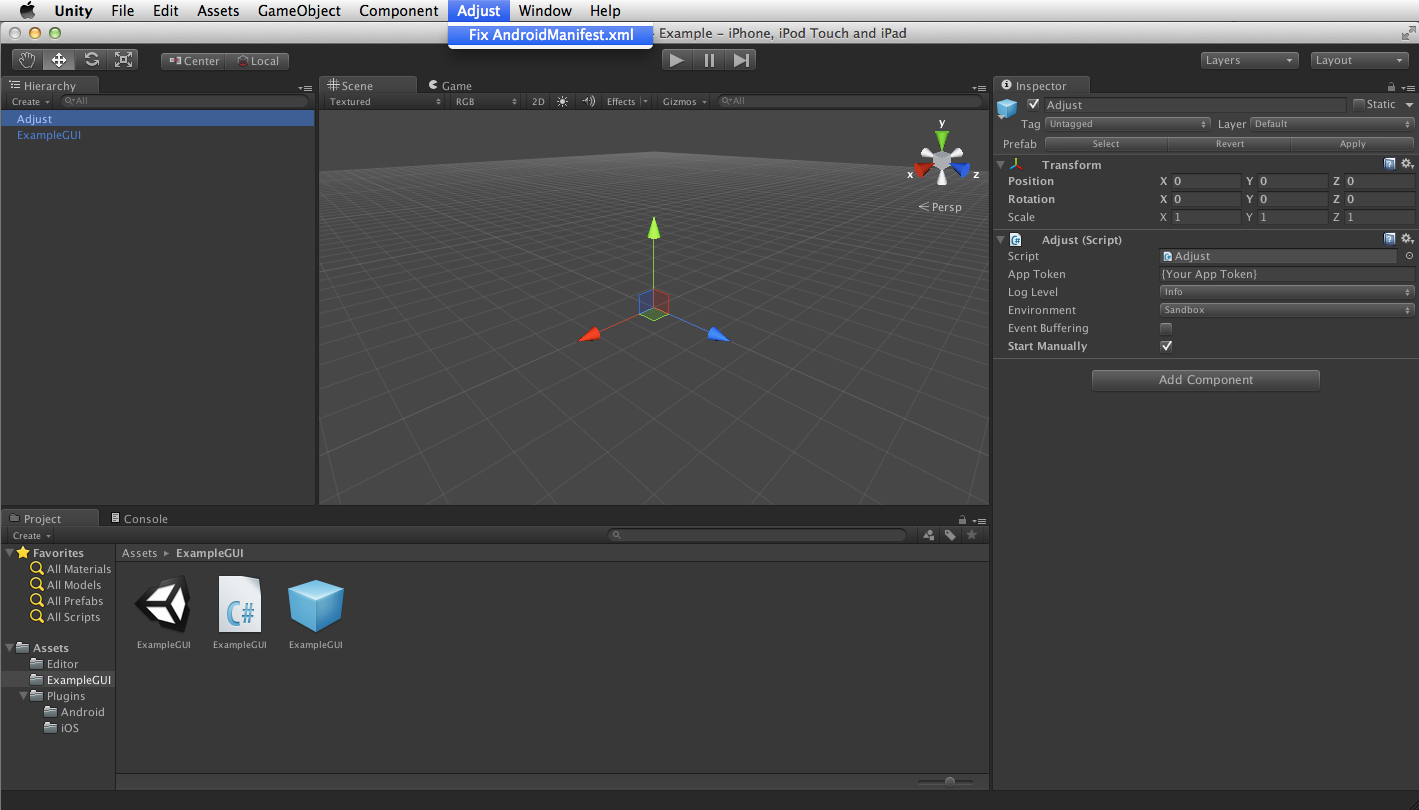 Unity File Edit Assets GameObject Component Adjust Window Help
Fix AndroidManifest.xml
Example – iPhone, iPod Touch and iPad
Center Local
Layers Layout
Hierarchy
Create All
Adjust
ExampleGUI
Scene Game
Textured RGB 2D Effects Gizmos All
y
x z
Persp
Inspector
Adjust Static
Tag Untagged Layer Default
Prefab Select Revert Apply
Transform
Position X 0 Y 0 Z 0
Rotation X 0 Y 0 Z 0
Scale X 1 Y 1 Z 1
C#
Adjust (Script)
Script Adjust
App Token {Your App Token}
Log Level Info
Environment Sandbox
Event Buffering
Start Manually
Add Component
Project Console
Create
Favorites
All Materials
All Models
All Prefabs
All Scripts
Assets
Editor
ExampleGUI
Plugins
Android
iOS
Assets ▸ ExampleGUI
C#
ExampleGUI ExampleGUI ExampleGUI